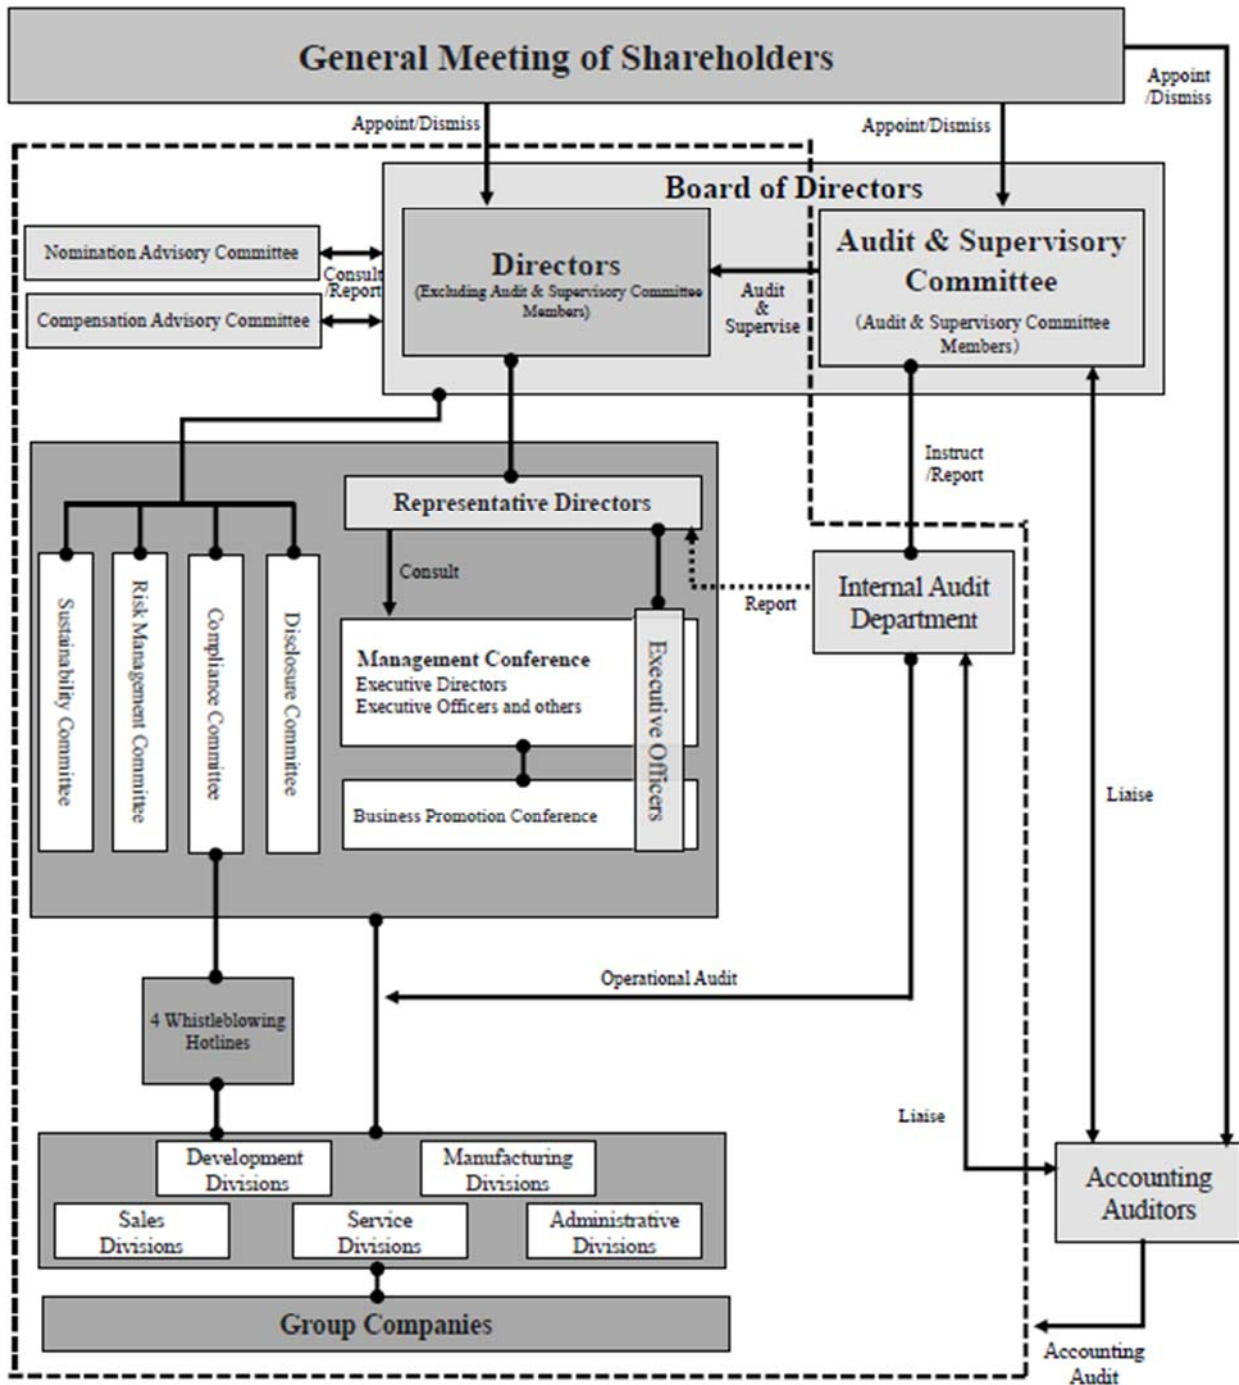 General Meeting of Shareholders
Appoint
/Dismiss
Appoint/Dismiss
Appoint/Dismiss
Board of Directors
Nomination Advisory Committee
Consult
/Report
Compensation Advisory Committee
Directors
(Excluding Audit & Supervisory Committee
Members)
Audit
&
Supervise
Audit & Supervisory
Committee
(Audit & Supervisory Committee
Members)
Instruct
/Report
Representative Directors
Consult
Report
Internal Audit
Department
Sustainability Committee
Risk Management Committee
Compliance Committee
Disclosure Committee
Management Conference
Executive Directors
Executive Officers and others
Executive Officers
Business Promotion Conference
Liaise
Operational Audit
4 Whistleblowing
Hotlines
Liaise
Development
Divisions
Manufacturing
Divisions
Sales
Divisions
Service
Divisions
Administrative
Divisions
Accounting
Auditors
Group Companies
Accounting
Audit